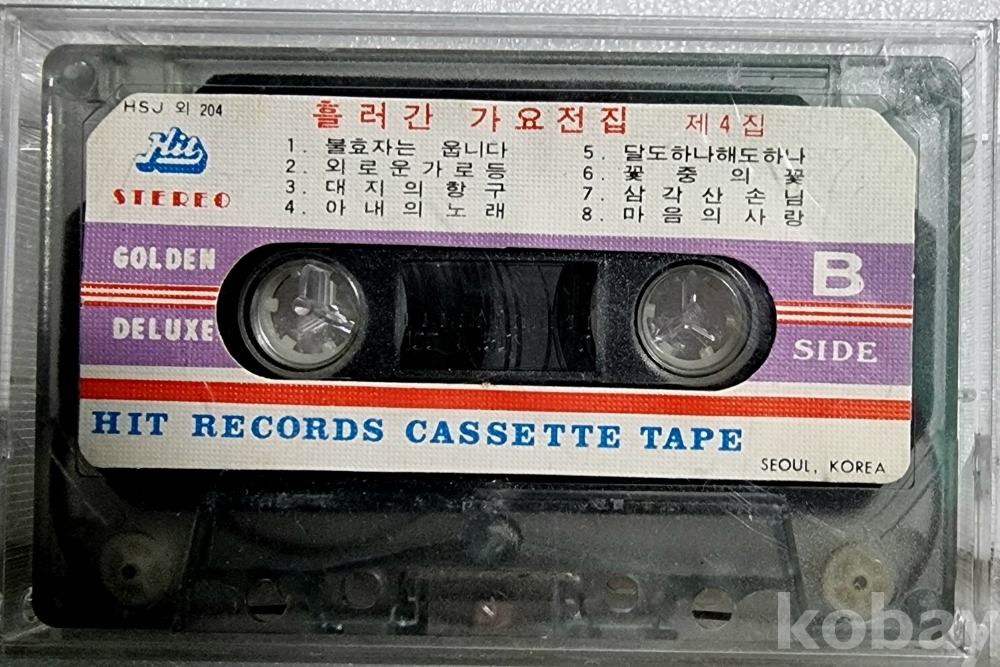 HSJ 외 204
흘러간 가요전집 제4집
Hit
STEREO
1. 불효자는 웁니다
2. 외로운가로등
3. 대지의항구
4. 아내의노래
5. 달도하나해도하나
6. 꽃중의꽃
7. 삼각산손님
8. 마음의사랑
GOLDEN
DELUXE
B
SIDE
HIT RECORDS CASSETTE TAPE
SEOUL, KOREA
kobay